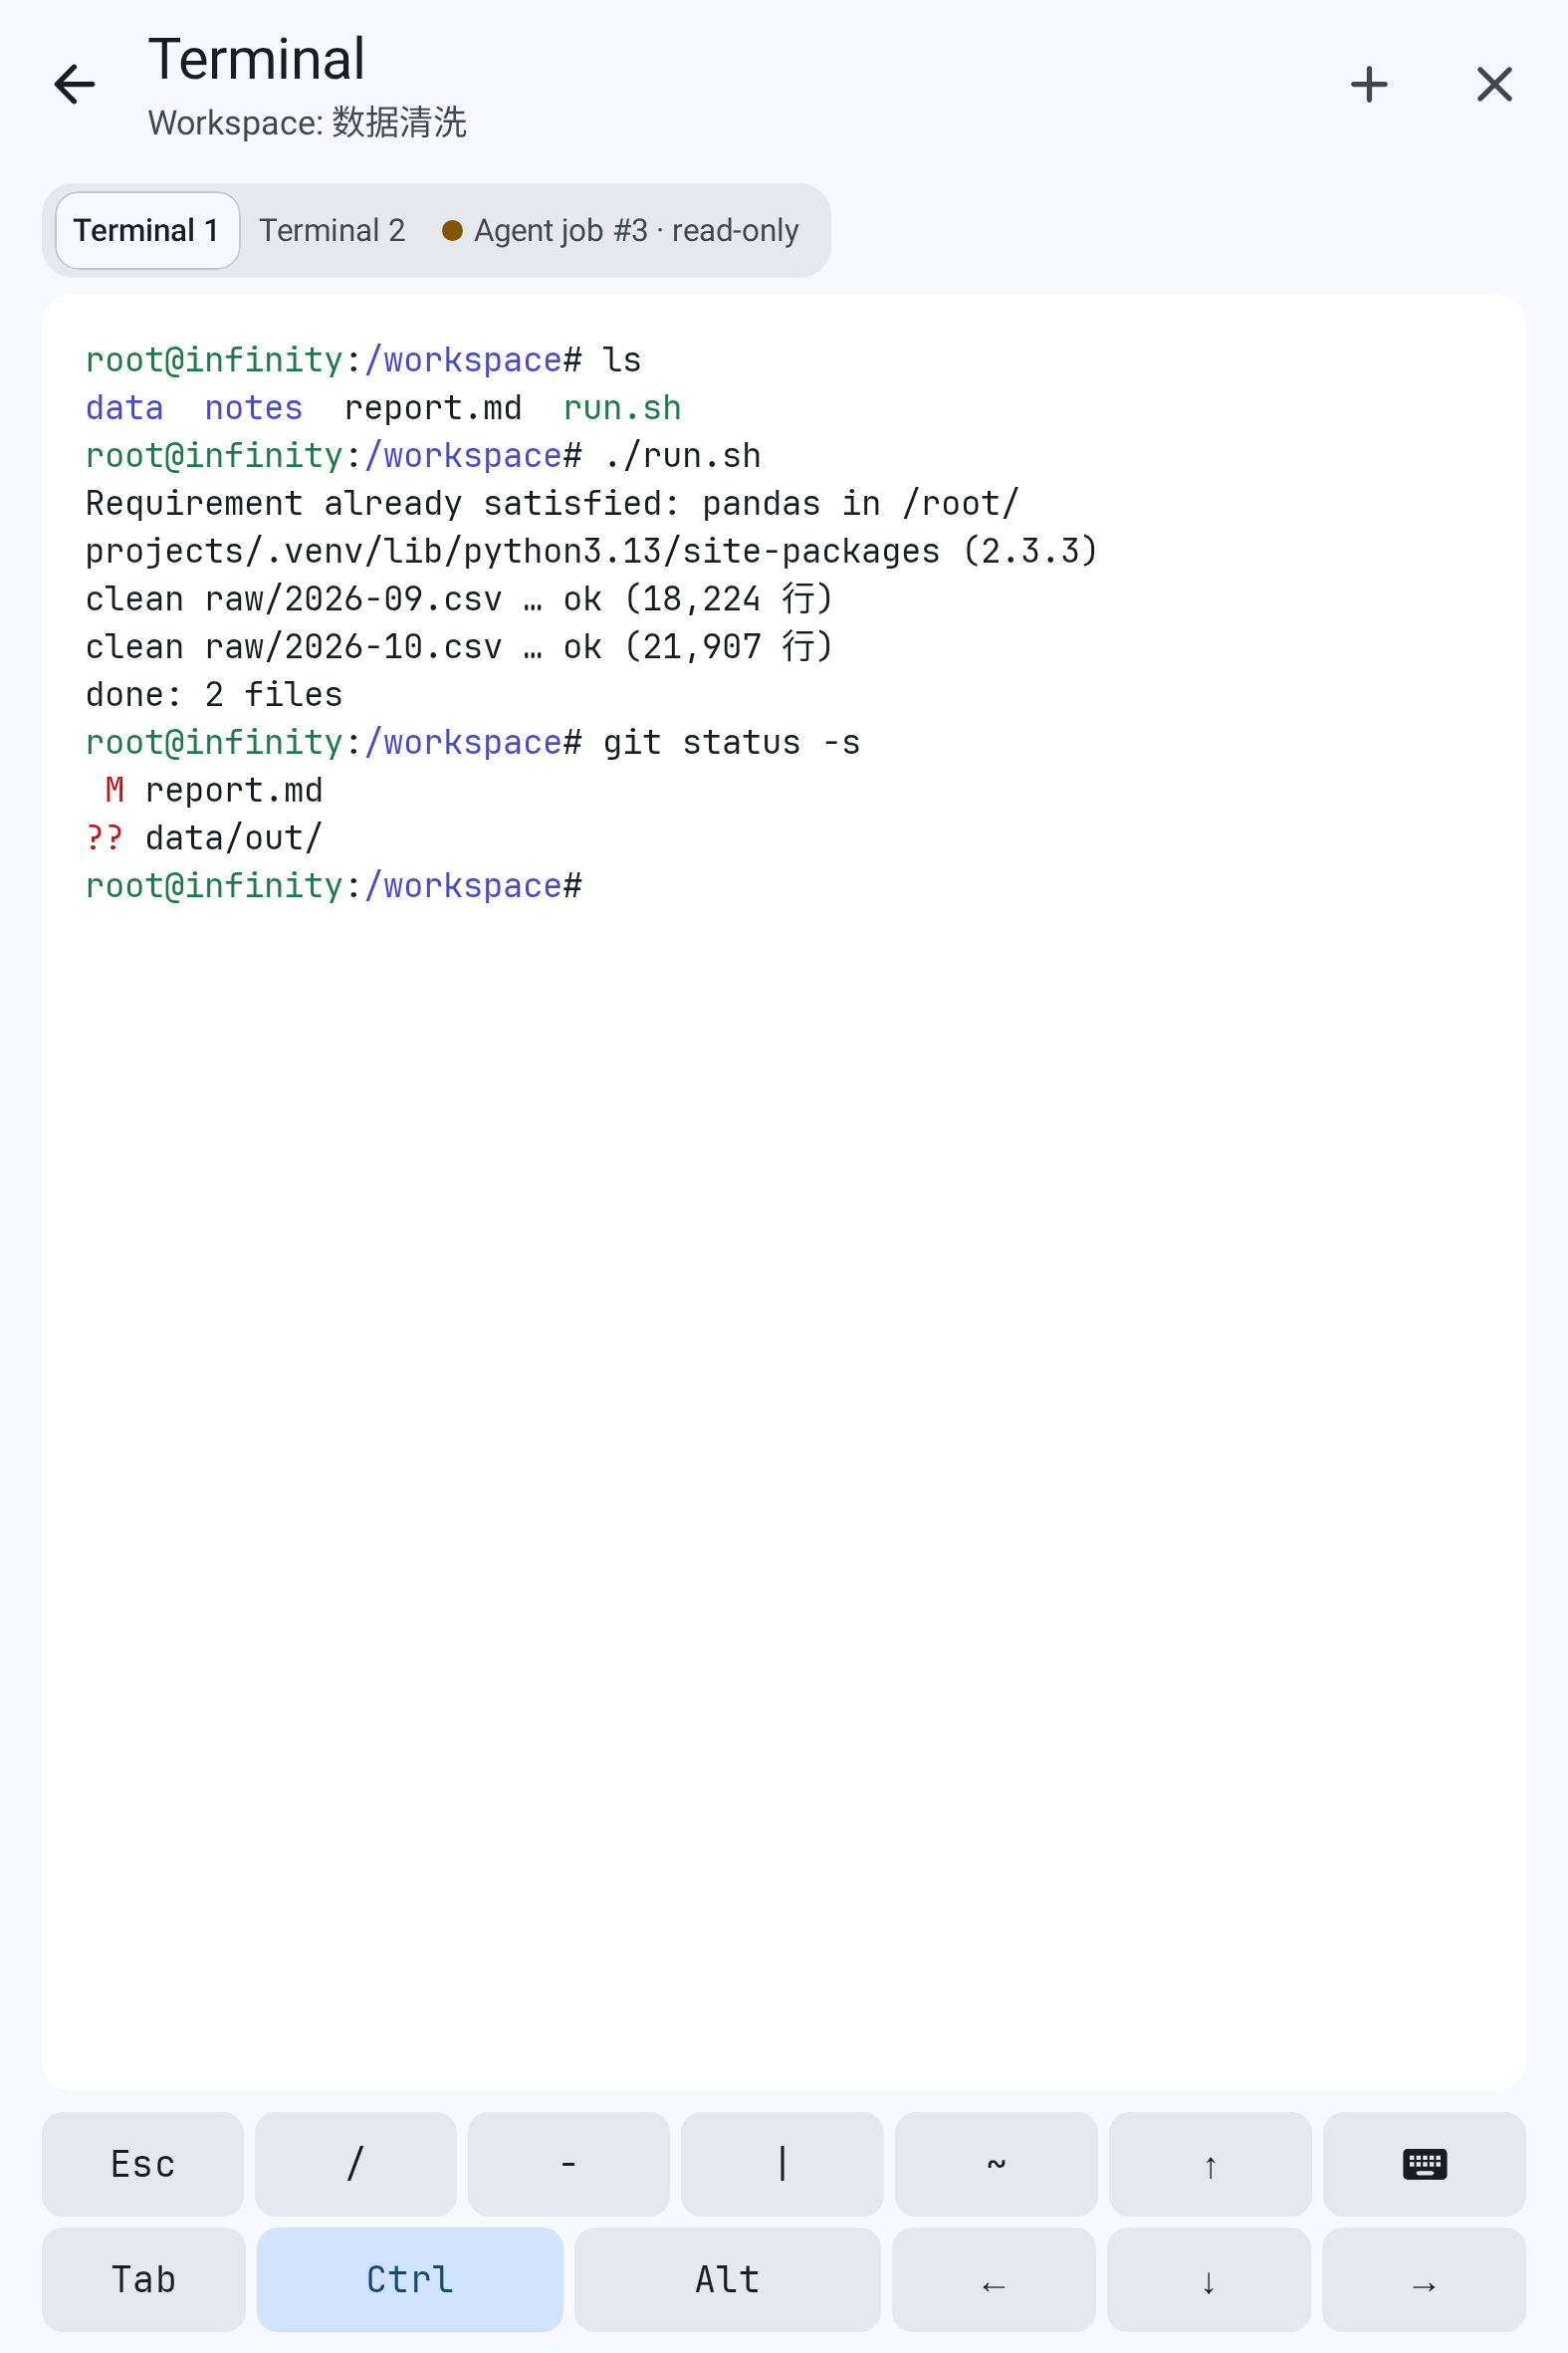 Terminal
Workspace: 数据清洗
Terminal 1 Terminal 2 Agent job #3 · read-only
root@infinity:/workspace# ls
data  notes  report.md  run.sh
root@infinity:/workspace# ./run.sh
Requirement already satisfied: pandas in /root/
projects/.venv/lib/python3.13/site-packages (2.3.3)
clean raw/2026-09.csv … ok (18,224 行)
clean raw/2026-10.csv … ok (21,907 行)
done: 2 files
root@infinity:/workspace# git status -s
 M report.md
?? data/out/
root@infinity:/workspace#
Esc / - | ~ ↑
Tab Ctrl Alt ← ↓ →